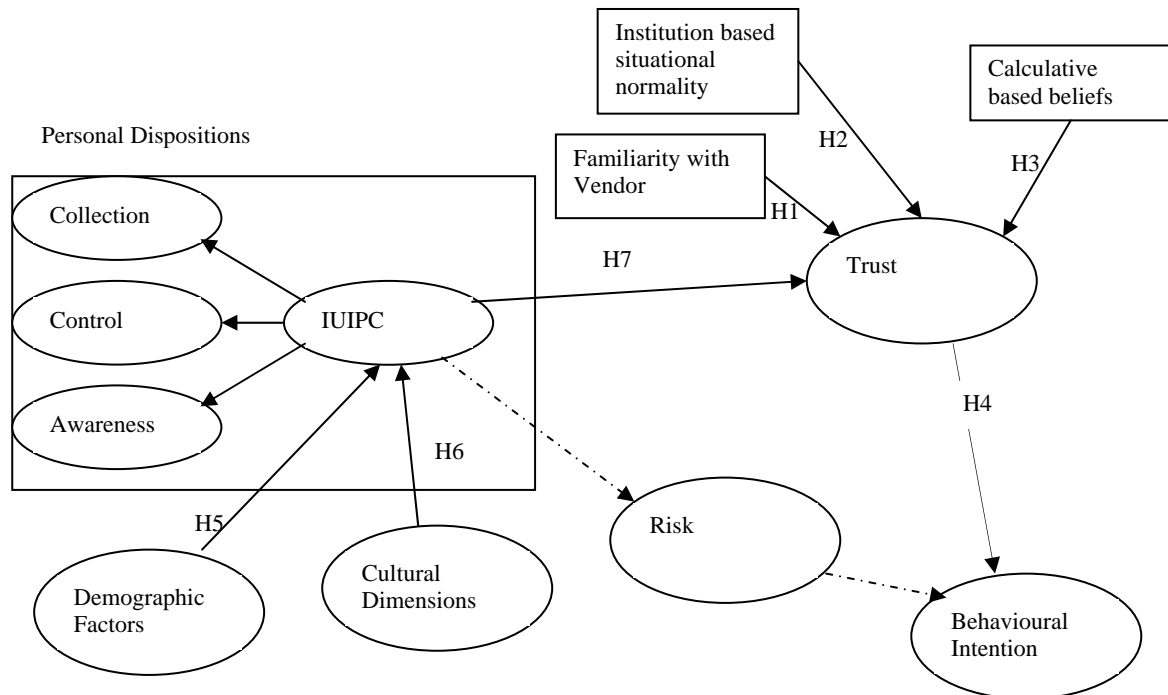 Institution based
situational
normality
Calculative
based beliefs
Personal Dispositions
H2
Familiarity with
Vendor
H3
H1
Collection
H7
Trust
Control
IUIPC
Awareness
H4
H6
H5
Risk
Cultural
Dimensions
Demographic
Factors
Behavioural
Intention